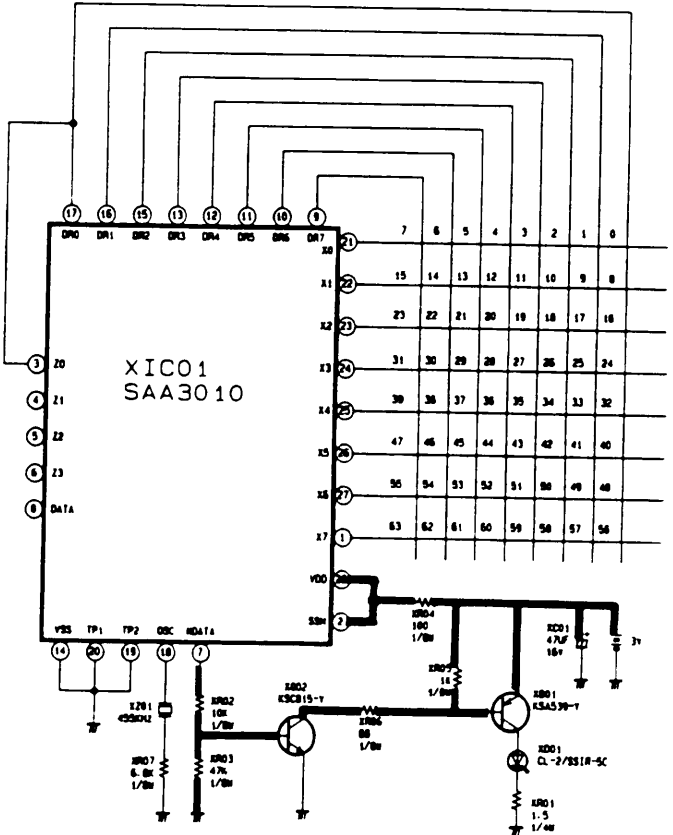 17 16 15 13 12 11 10 9
DR0 DR1 DR2 DR3 DR4 DR5 DR6 DR7
X0 21 7 6 5 4 3 2 1 0
X1 22 15 14 13 12 11 10 9 8
X2 23 23 22 21 20 19 18 17 16
3 Z0 X3 24 31 30 29 28 27 26 25 24
XIC01
SAA3010
4 Z1 X4 25 39 38 37 36 35 34 33 32
5 Z2 X5 26 47 46 45 44 43 42 41 40
6 Z3 X6 27 55 54 53 52 51 50 49 48
8 DATA X7 1 63 62 61 60 59 58 57 56
VDD
SSM 2
VSS TP1 TP2 OSC MDATA
14 20 19 18 7
XR04
100
1/8W
XC01
47UF
16V
3V
XR05
1K
1/8W
XZ01
455KHZ
XR02
10K
1/8W
XQ02
KSC815-Y
XR06
1/8W
XQ01
KSA539-Y
XR07
6.8K
1/8W
XR03
47K
1/8W
XD01
CL-2/SSIR-5C
XR01
1.5
1/4W